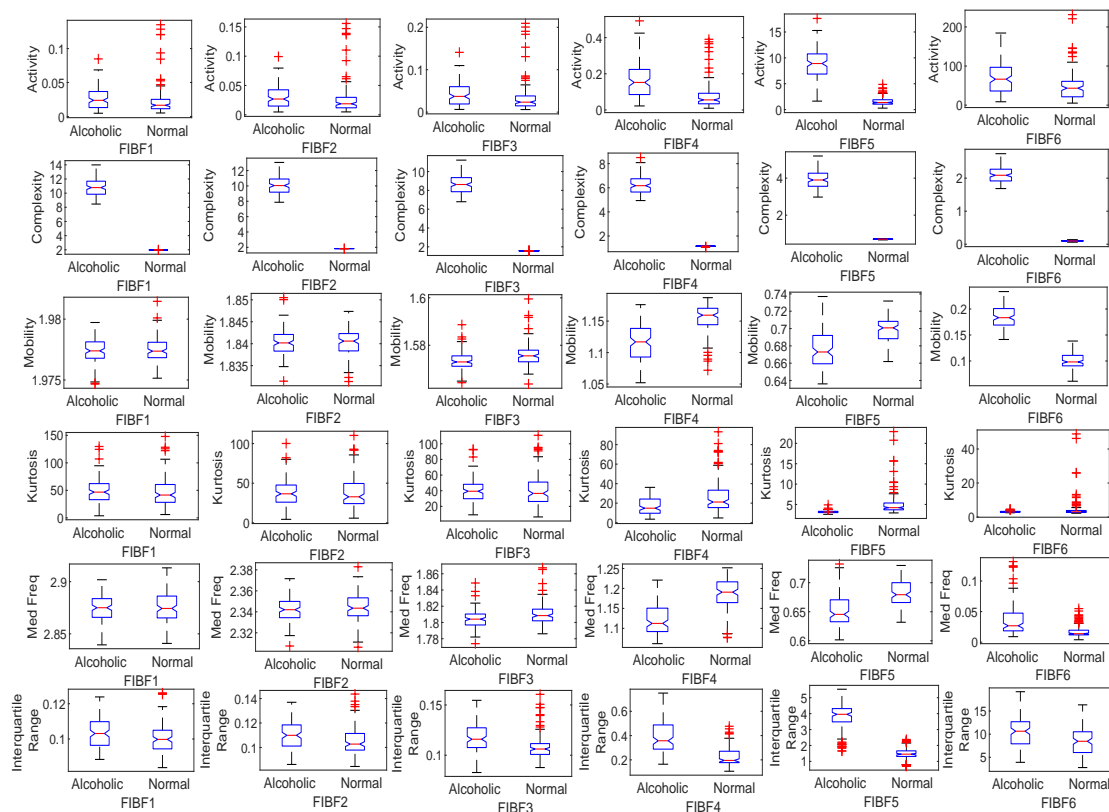 Activity 0.1 0.05 0 Alcoholic Normal FIBF1
Activity 0.15 0.1 0.05 0 Alcoholic Normal FIBF2
Activity 0.2 0.1 0 Alcoholic Normal FIBF3
Activity 0.4 0.2 0 Alcoholic Normal FIBF4
Activity 15 10 5 0 Alcohol Normal FIBF5
Activity 200 100 0 Alcoholic Normal FIBF6
Complexity 14 12 10 8 6 4 2 Alcoholic Normal FIBF1
Complexity 12 10 8 6 4 2 Alcoholic Normal FIBF2
Complexity 10 8 6 4 2 Alcoholic Normal FIBF3
Complexity 8 6 4 2 Alcoholic Normal FIBF4
Complexity 4 2 Alcoholic Normal FIBF5
Complexity 2 1 0 Alcoholic Normal FIBF6
Mobility 1.98 1.975 Alcoholic Normal FIBF1
Mobility 1.85 1.845 1.84 1.835 Alcoholic Normal FIBF2
Mobility 1.6 1.58 Alcoholic Normal FIBF3
Mobility 1.15 1.1 1.05 Alcoholic Normal FIBF4
Mobility 0.74 0.72 0.7 0.68 0.66 0.64 Alcoholic Normal FIBF5
Mobility 0.2 0.1 Alcoholic Normal FIBF6
Kurtosis 150 100 50 0 Alcoholic Normal FIBF1
Kurtosis 100 50 0 Alcoholic Normal FIBF2
Kurtosis 100 80 60 40 20 Alcoholic Normal FIBF3
Kurtosis 80 60 40 20 0 Alcoholic Normal FIBF4
Kurtosis 20 15 10 5 Alcoholic Normal FIBF5
Kurtosis 40 20 0 Alcoholic Normal FIBF6
Med Freq 2.9 2.85 Alcoholic Normal FIBF1
Med Freq 2.38 2.36 2.34 2.32 Alcoholic Normal FIBF2
Med Freq 1.86 1.84 1.82 1.8 1.78 Alcoholic Normal FIBF3
Med Freq 1.25 1.2 1.15 1.1 Alcoholic Normal FIBF4
Med Freq 0.7 0.65 0.6 Alcoholic Normal FIBF5
Med Freq 0.1 0.05 0 Alcoholic Normal FIBF6
Interquartile
Range 0.12 0.1 Alcoholic Normal FIBF1
Interquartile
Range 0.14 0.12 0.1 Alcoholic Normal FIBF2
Interquartile
Range 0.15 0.1 Alcoholic Normal FIBF3
Interquartile
Range 0.6 0.4 0.2 Alcoholic Normal FIBF4
Interquartile
Range 5 4 3 2 1 Alcoholic Normal FIBF5
Interquartile
Range 15 10 5 Alcoholic Normal FIBF6